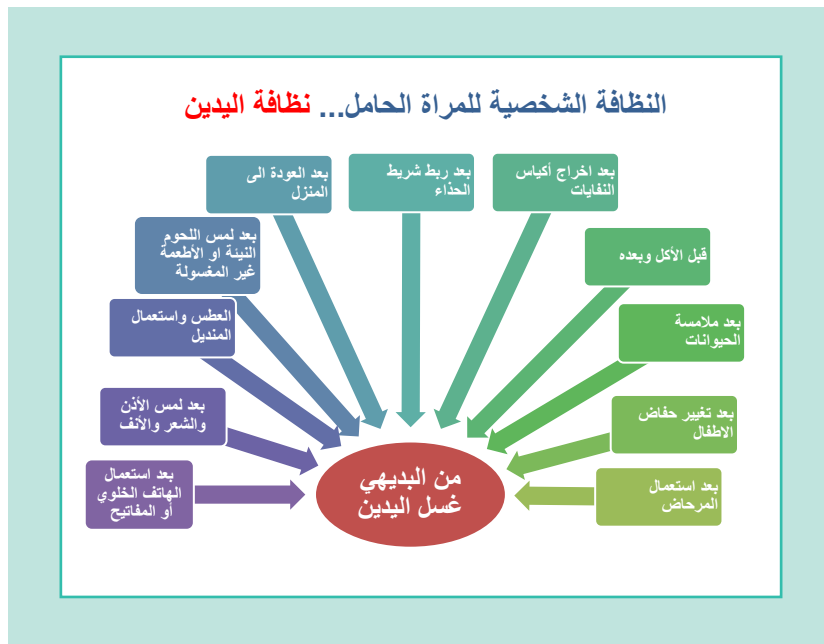 النظافة الشخصية للمراة الحامل... نظافة اليدين
بعد اخراج أكياس
النفايات
بعد ربط شريط
الحذاء
بعد العودة الى
المنزل
قبل الأكل وبعده
بعد لمس اللحوم
النيئة او الأطعمة
غير المغسولة
بعد ملامسة
الحيوانات
العطس واستعمال
المنديل
بعد تغيير حفاض
الاطفال
بعد لمس الأذن
والشعر والأنف
بعد استعمال
المرحاض
بعد استعمال
الهاتف الخلوي
أو المفاتيح
من البديهي
غسل اليدين